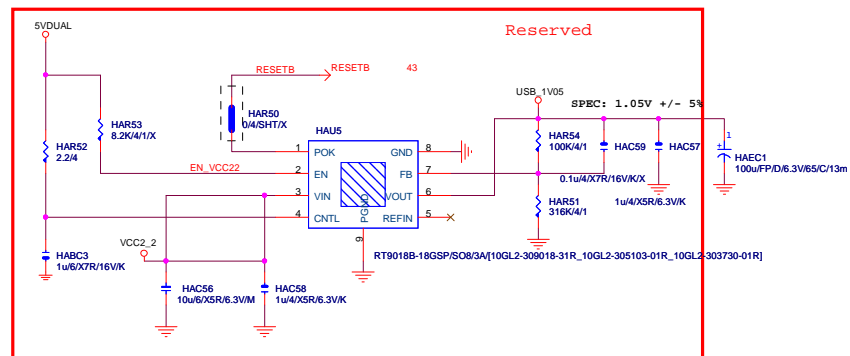 5VDUAL
Reserved
RESETB
RESETB
43
HAR53
8.2K/4/1/X
HAR50
0/4/SHT/X
USB_1V05
SPEC: 1.05V +/- 5%
HAR52
2.2/4
HAU5
HAR54
100K/4/1
HAC59
HAC57
1
+
HAEC1
100u/FP/D/6.3V/65/C/13m
1
POK
GND
8
EN_VCC22
2
EN
FB
7
0.1u/4/X7R/16V/K/X
3
VIN
VOUT
6
1u/4/X5R/6.3V/K
4
CNTL
REFIN
5
PGND
9
HAR51
316K/4/1
VCC2_2
HABC3
1u/6/X7R/16V/K
RT9018B-18GSP/SO8/3A/[10GL2-309018-31R_10GL2-305103-01R_10GL2-303730-01R]
HAC56
10u/6/X5R/6.3V/M
HAC58
1u/4/X5R/6.3V/K